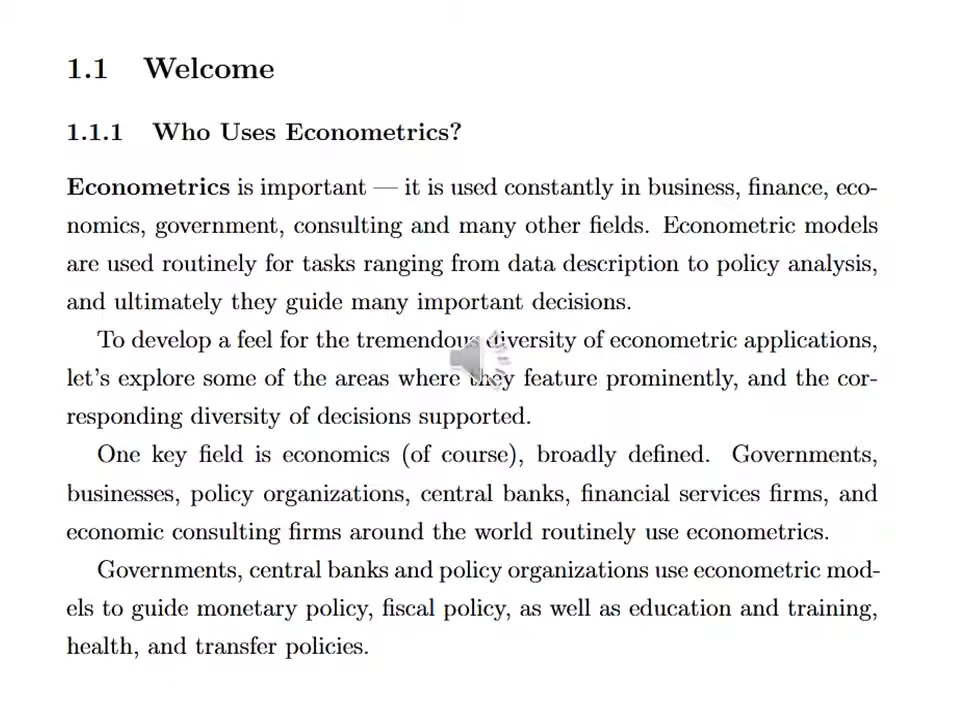 1.1 Welcome
1.1.1 Who Uses Econometrics?
Econometrics is important — it is used constantly in business, finance, eco-
nomics, government, consulting and many other fields. Econometric models
are used routinely for tasks ranging from data description to policy analysis,
and ultimately they guide many important decisions.
To develop a feel for the tremendous diversity of econometric applications,
let's explore some of the areas where they feature prominently, and the cor-
responding diversity of decisions supported.
One key field is economics (of course), broadly defined. Governments,
businesses, policy organizations, central banks, financial services firms, and
economic consulting firms around the world routinely use econometrics.
Governments, central banks and policy organizations use econometric mod-
els to guide monetary policy, fiscal policy, as well as education and training,
health, and transfer policies.